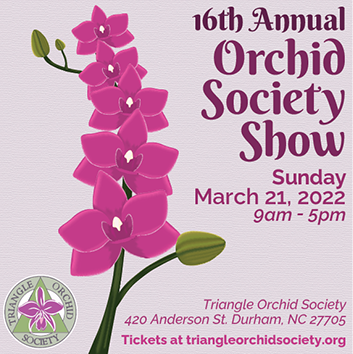 16th Annual
Orchid
Society
Show
Sunday
March 21, 2022
9am - 5pm
TRIANGLE ORCHID
SOCIETY
Triangle Orchid Society
420 Anderson St. Durham, NC 27705
Tickets at triangleorchidsociety.org